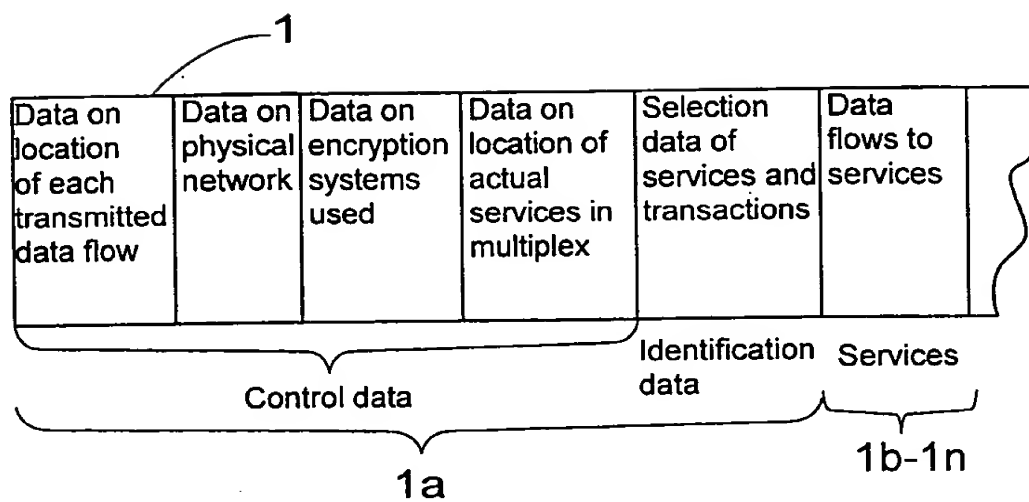 1
Data on
location
of each
transmitted
data flow
Data on
physical
network
Data on
encryption
systems
used
Data on
location of
actual
services in
multiplex
Selection
data of
services and
transactions
Data
flows to
services
Control data
Identification
data
Services
1a
1b-1n